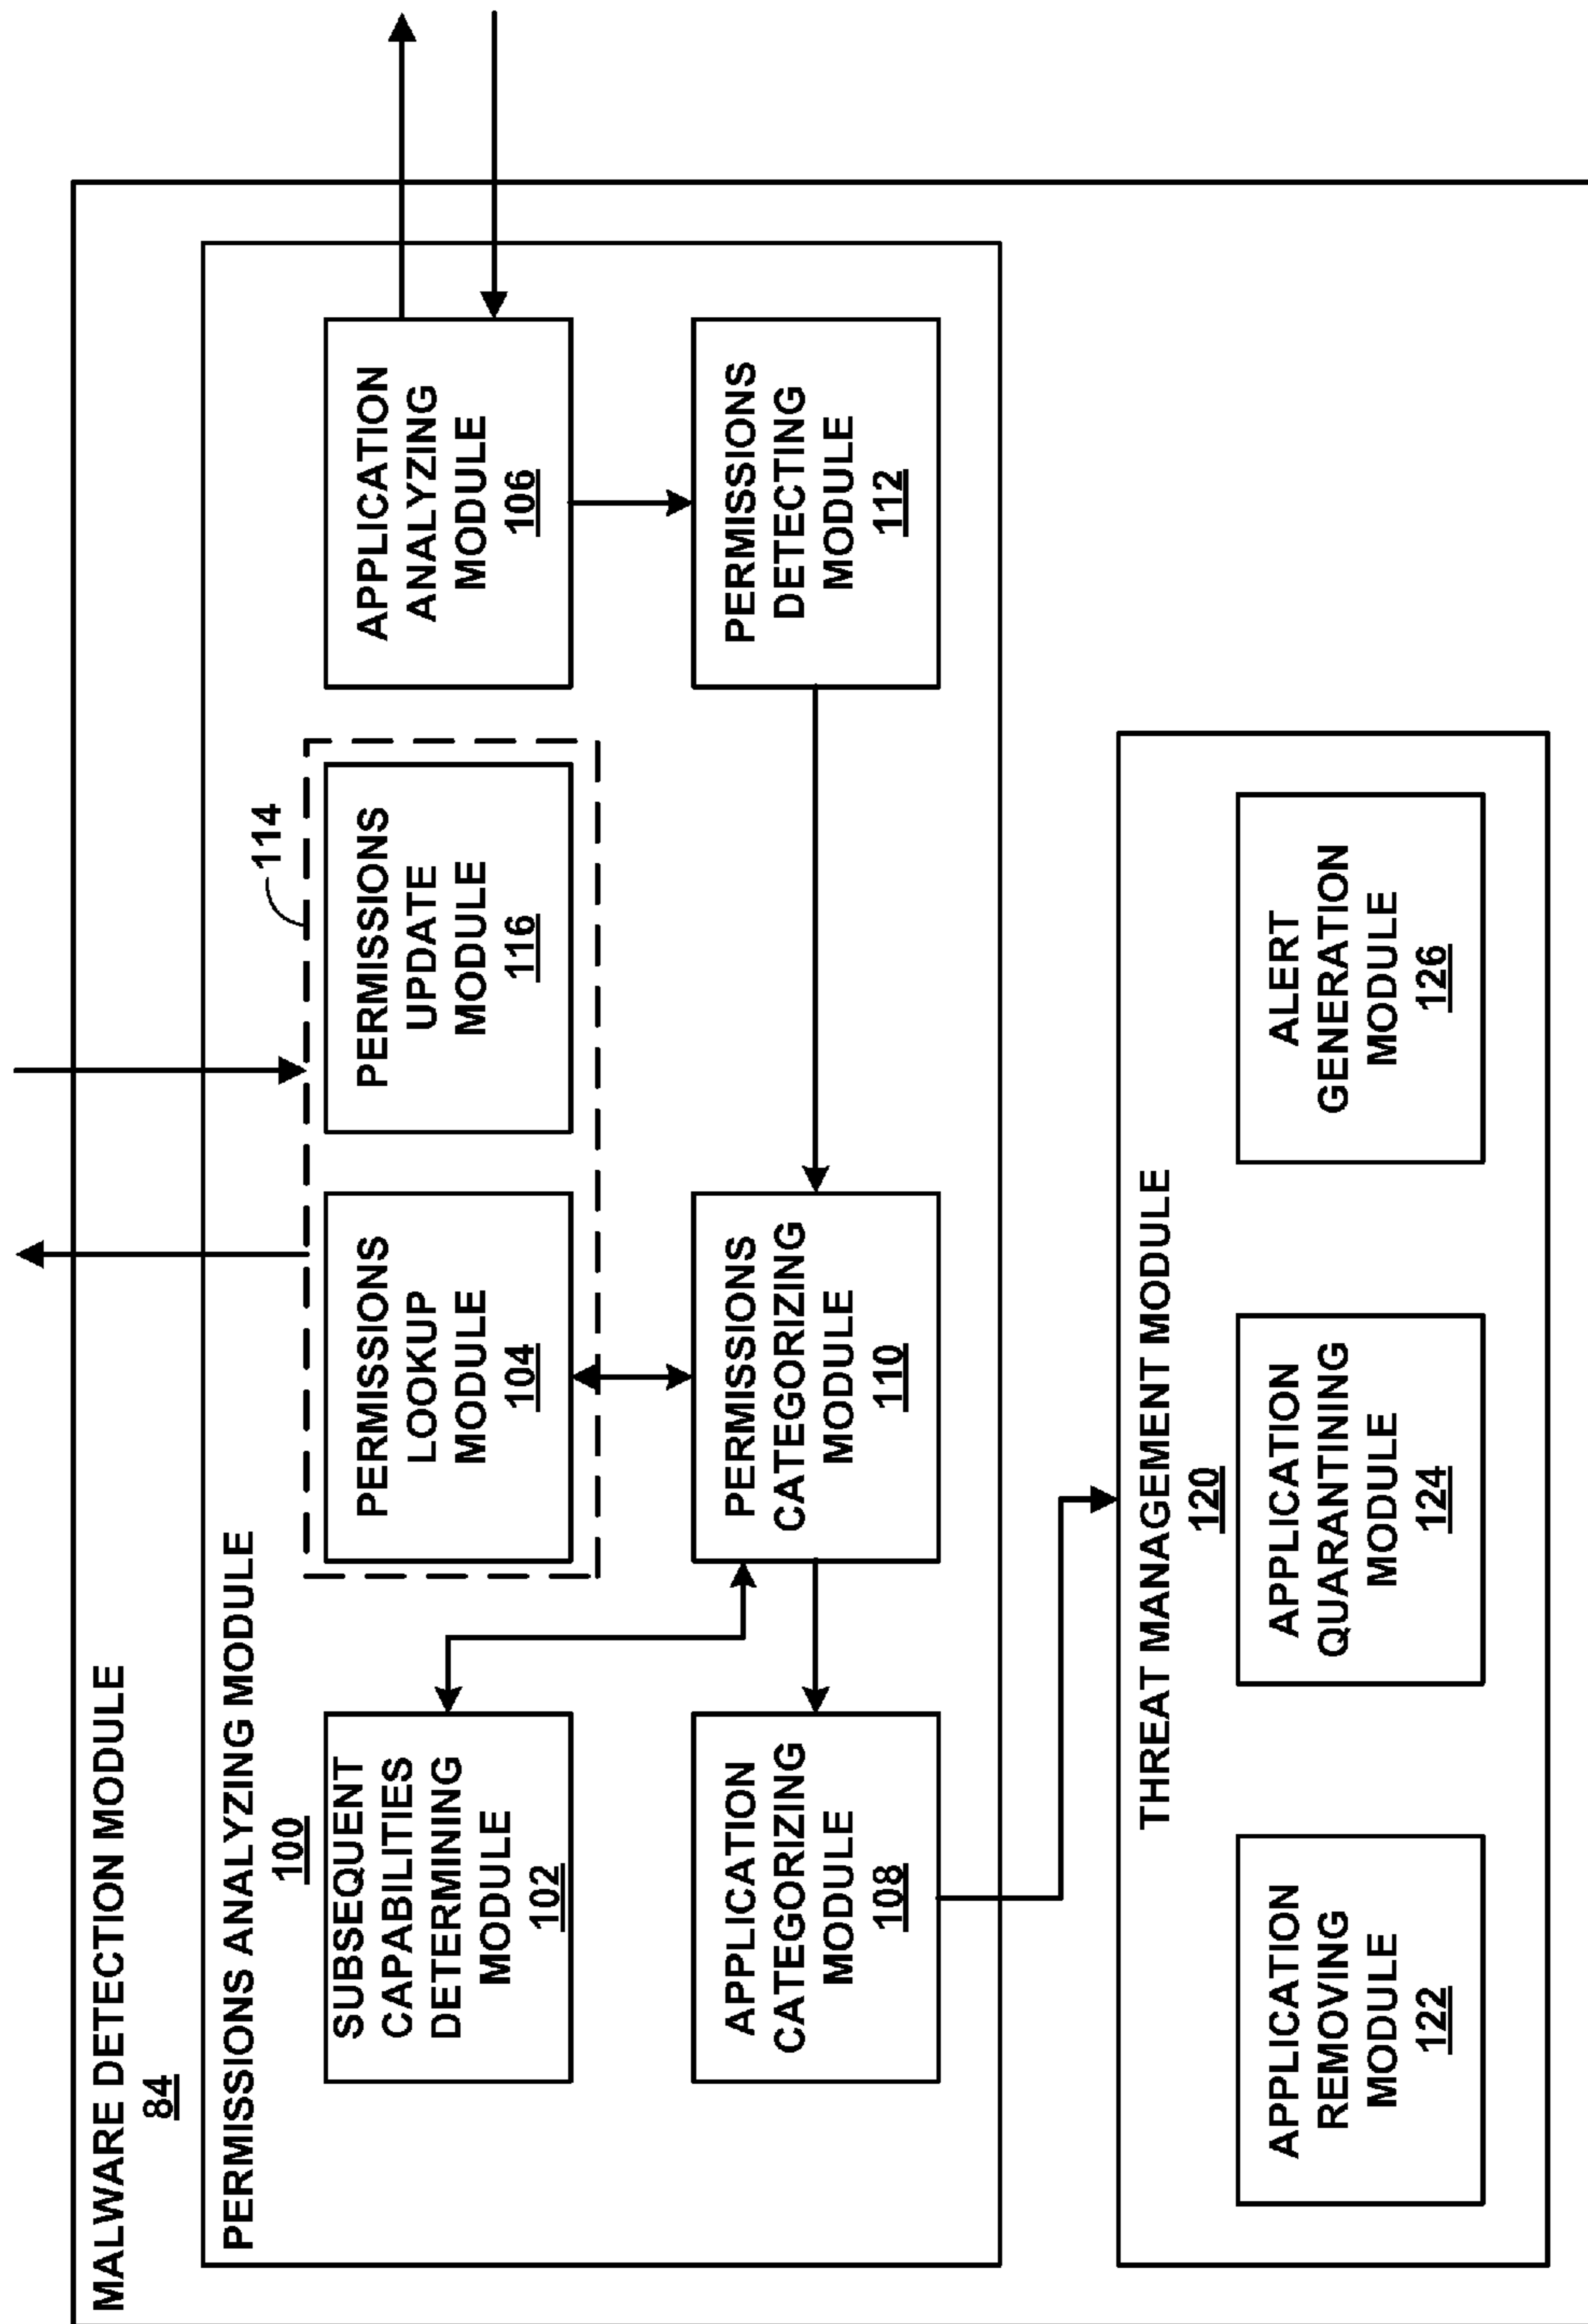 MALWARE DETECTION MODULE
84
PERMISSIONS ANALYZING MODULE
100
114
SUBSEQUENT
CAPABILITIES
DETERMINING
MODULE
102
PERMISSIONS
LOOKUP
MODULE
104
PERMISSIONS
UPDATE
MODULE
116
APPLICATION
ANALYZING
MODULE
106
APPLICATION
CATEGORIZING
MODULE
108
PERMISSIONS
CATEGORIZING
MODULE
110
PERMISSIONS
DETECTING
MODULE
112
THREAT MANAGEMENT MODULE
120
APPLICATION
REMOVING
MODULE
122
APPLICATION
QUARANTINING
MODULE
124
ALERT
GENERATION
MODULE
126